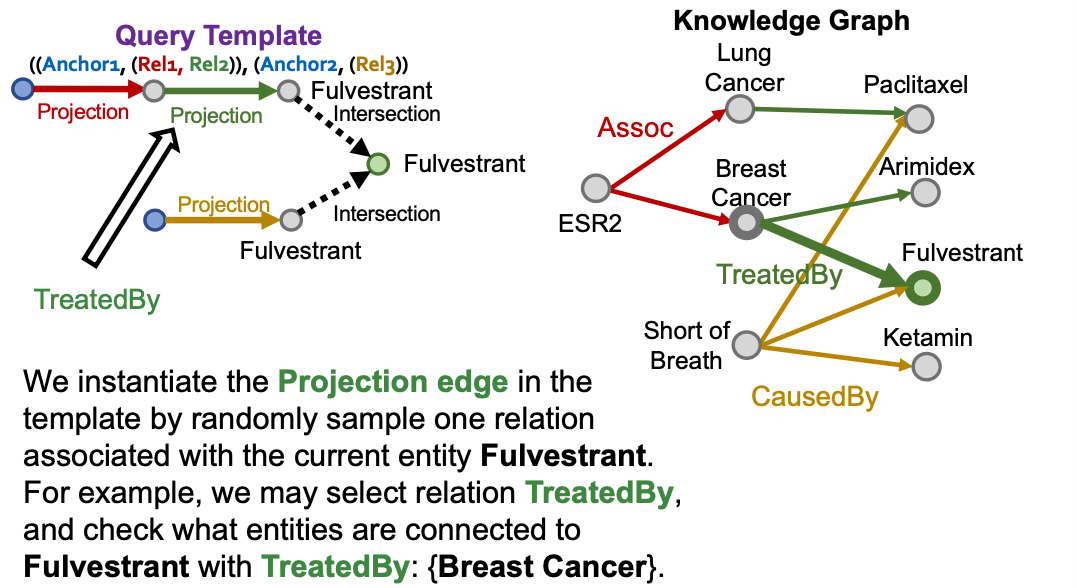 Query Template
((Anchor1, (Rel1, Rel2)), (Anchor2, (Rel3))
Projection
Projection
Fulvestrant
Intersection
Fulvestrant
Projection
Intersection
Fulvestrant
TreatedBy
Knowledge Graph
Lung
Cancer
Paclitaxel
Assoc
Breast
Cancer
Arimidex
ESR2
Fulvestrant
TreatedBy
Short of
Breath
Ketamin
CausedBy
We instantiate the Projection edge in the
template by randomly sample one relation
associated with the current entity Fulvestrant.
For example, we may select relation TreatedBy,
and check what entities are connected to
Fulvestrant with TreatedBy: {Breast Cancer}.